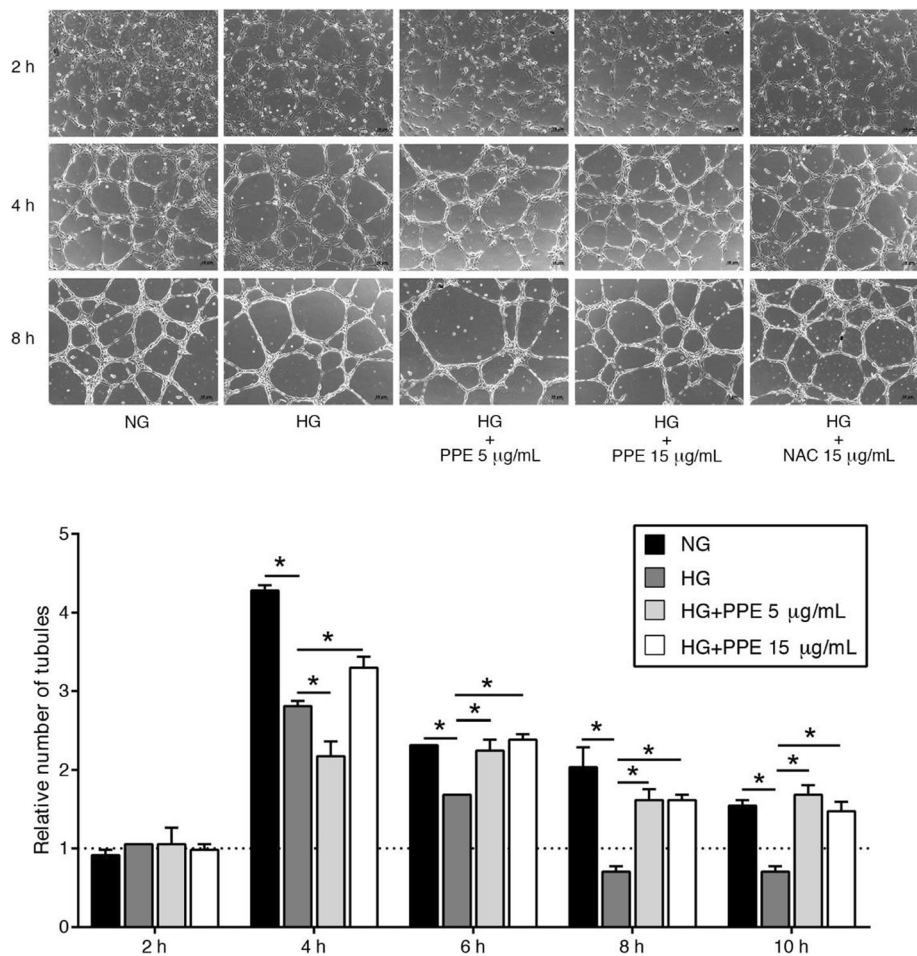 2 h
4 h
8 h
NG
HG
HG
+
PPE 5 μg/mL
HG
+
PPE 15 μg/mL
HG
+
NAC 15 μg/mL
Relative number of tubules
5
4
3
2
1
0
NG
HG
HG+PPE 5 μg/mL
HG+PPE 15 μg/mL
*
*
*
*
*
*
*
*
*
*
*
*
2 h
4 h
6 h
8 h
10 h